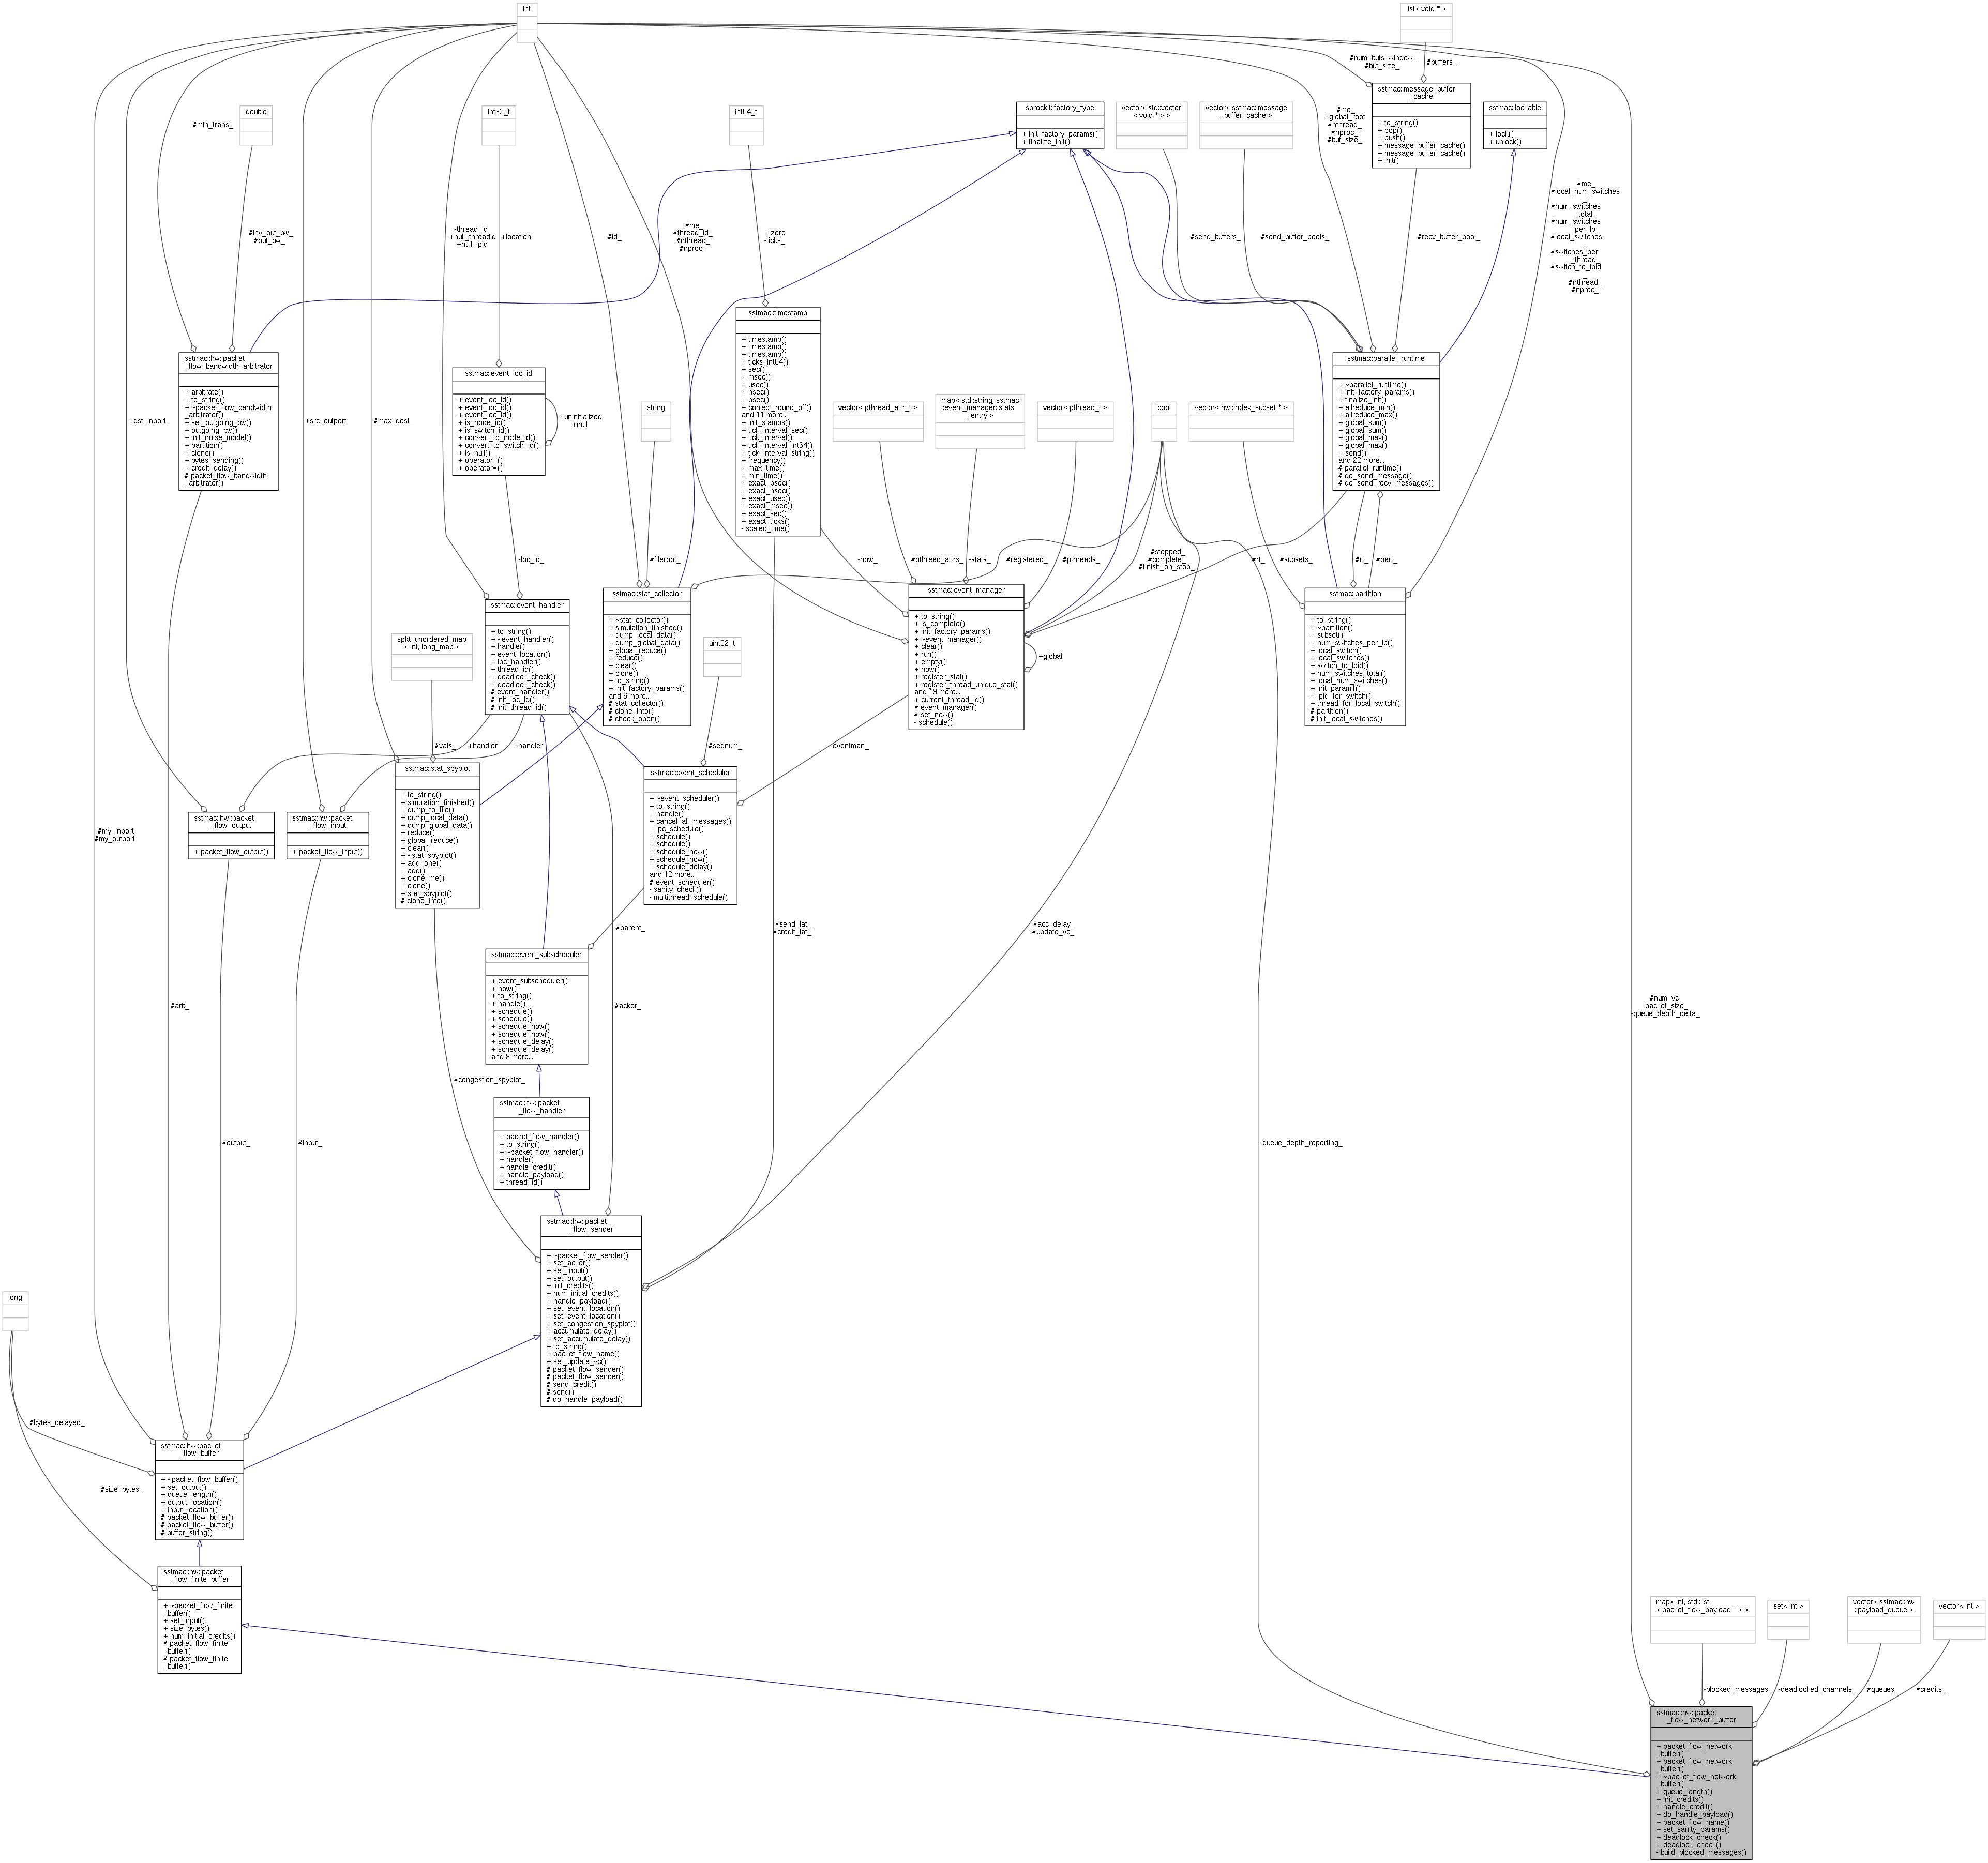 int
list< void * >
#num_bufs_window_
#buf_size_
#buffers_
sstmac::message_buffer
_cache
+ to_string()
+ pop()
+ push()
+ message_buffer_cache()
+ message_buffer_cache()
+ init()
sstmac::lockable
+ lock()
+ unlock()
double
int32_t
int64_t
sprockit::factory_type
+ init_factory_params()
+ finalize_init()
vector< std::vector
< void * > >
vector< sstmac::message
_buffer_cache >
#min_trans_
#me_
+global_root
#nthread_
#nproc_
#buf_size_
#me_
#local_num_switches
_
#num_switches
_total_
#num_switches
_per_lp_
#local_switches
_
#switches_per
_thread_
#switch_to_lpid
_
#nthread_
#nproc_
#inv_out_bw_
#out_bw_
-thread_id_
+null_threadid
+null_lpid
+location
#id_
#me_
#thread_id_
#nthread_
#nproc_
+zero
-ticks_
#send_buffers_
#send_buffer_pools_
#recv_buffer_pool_
sstmac::timestamp
+ timestamp()
+ timestamp()
+ timestamp()
+ ticks_int64()
+ sec()
+ msec()
+ usec()
+ nsec()
+ psec()
+ correct_round_off()
and 11 more...
+ init_stamps()
+ tick_interval_sec()
+ tick_interval()
+ tick_interval_int64()
+ tick_interval_string()
+ frequency()
+ max_time()
+ min_time()
+ exact_psec()
+ exact_nsec()
+ exact_usec()
+ exact_msec()
+ exact_sec()
+ exact_ticks()
- scaled_time()
sstmac::hw::packet
_flow_bandwidth_arbitrator
+ arbitrate()
+ to_string()
+ ~packet_flow_bandwidth
_arbitrator()
+ set_outgoing_bw()
+ outgoing_bw()
+ init_noise_model()
+ partition()
+ clone()
+ bytes_sending()
+ credit_delay()
# packet_flow_bandwidth
_arbitrator()
sstmac::event_loc_id
+ event_loc_id()
+ event_loc_id()
+ event_loc_id()
+ is_node_id()
+ is_switch_id()
+ convert_to_node_id()
+ convert_to_switch_id()
+ is_null()
+ operator=()
+ operator=()
+uninitialized
+null
sstmac::parallel_runtime
+ ~parallel_runtime()
+ init_factory_params()
+ finalize_init()
+ allreduce_min()
+ allreduce_max()
+ global_sum()
+ global_sum()
+ global_max()
+ global_max()
+ send()
and 22 more...
# parallel_runtime()
# do_send_message()
# do_send_recv_messages()
+dst_inport
+src_outport
#max_dest_
string
vector< pthread_attr_t >
map< std::string, sstmac
::event_manager::stats
_entry >
vector< pthread_t >
bool
vector< hw::index_subset * >
-loc_id_
#fileroot_
-now_
#pthread_attrs_
-stats_
#registered_
#pthreads_
#stopped_
#complete_
#finish_on_stop_
#rt_
#subsets_
#rt_
#part_
sstmac::event_handler
+ to_string()
+ ~event_handler()
+ handle()
+ event_location()
+ ipc_handler()
+ thread_id()
+ deadlock_check()
+ deadlock_check()
# event_handler()
# init_loc_id()
# init_thread_id()
sstmac::stat_collector
+ ~stat_collector()
+ simulation_finished()
+ dump_local_data()
+ dump_global_data()
+ global_reduce()
+ reduce()
+ clear()
+ clone()
+ to_string()
+ init_factory_params()
and 6 more...
# stat_collector()
# clone_into()
# check_open()
sstmac::event_manager
+ to_string()
+ is_complete()
+ init_factory_params()
+ ~event_manager()
+ clear()
+ run()
+ empty()
+ now()
+ register_stat()
+ register_thread_unique_stat()
and 19 more...
+ current_thread_id()
# event_manager()
# set_now()
- schedule()
+global
sstmac::partition
+ to_string()
+ ~partition()
+ subset()
+ num_switches_per_lp()
+ local_switch()
+ local_switches()
+ switch_to_lpid()
+ num_switches_total()
+ local_num_switches()
+ init_param1()
+ lpid_for_switch()
+ thread_for_local_switch()
# partition()
# init_local_switches()
spkt_unordered_map
< int, long_map >
uint32_t
#vals_
+handler
+handler
#seqnum_
-eventman_
sstmac::stat_spyplot
+ to_string()
+ simulation_finished()
+ dump_to_file()
+ dump_local_data()
+ dump_global_data()
+ reduce()
+ global_reduce()
+ clear()
+ ~stat_spyplot()
+ add_one()
+ add()
+ clone_me()
+ clone()
+ stat_spyplot()
# clone_into()
sstmac::event_scheduler
+ ~event_scheduler()
+ to_string()
+ handle()
+ cancel_all_messages()
+ ipc_schedule()
+ schedule()
+ schedule()
+ schedule_now()
+ schedule_now()
+ schedule_delay()
and 12 more...
# event_scheduler()
- sanity_check()
- multithread_schedule()
sstmac::hw::packet
_flow_output
+ packet_flow_output()
sstmac::hw::packet
_flow_input
+ packet_flow_input()
#my_inport
#my_outport
#parent_
#send_lat_
#credit_lat_
#acc_delay_
#update_vc_
sstmac::event_subscheduler
+ event_subscheduler()
+ now()
+ to_string()
+ handle()
+ schedule()
+ schedule()
+ schedule_now()
+ schedule_now()
+ schedule_delay()
+ schedule_delay()
and 8 more...
#arb_
#acker_
#num_vc_
-packet_size_
-queue_depth_delta_
#congestion_spyplot_
sstmac::hw::packet
_flow_handler
+ packet_flow_handler()
+ to_string()
+ ~packet_flow_handler()
+ handle()
+ handle_credit()
+ handle_payload()
+ thread_id()
#output_
#input_
-queue_depth_reporting_
sstmac::hw::packet
_flow_sender
+ ~packet_flow_sender()
+ set_acker()
+ set_input()
+ set_output()
+ init_credits()
+ num_initial_credits()
+ handle_payload()
+ set_event_location()
+ set_event_location()
+ set_congestion_spyplot()
+ accumulate_delay()
+ set_accumulate_delay()
+ to_string()
+ packet_flow_name()
+ set_update_vc()
# packet_flow_sender()
# packet_flow_sender()
# send_credit()
# send()
# do_handle_payload()
long
#bytes_delayed_
#size_bytes_
sstmac::hw::packet
_flow_buffer
+ ~packet_flow_buffer()
+ set_output()
+ queue_length()
+ output_location()
+ input_location()
# packet_flow_buffer()
# packet_flow_buffer()
# buffer_string()
sstmac::hw::packet
_flow_finite_buffer
+ ~packet_flow_finite
_buffer()
+ set_input()
+ size_bytes()
+ num_initial_credits()
# packet_flow_finite
_buffer()
# packet_flow_finite
_buffer()
map< int, std::list
< packet_flow_payload * > >
set< int >
vector< sstmac::hw
::payload_queue >
vector< int >
-blocked_messages_
-deadlocked_channels_
#queues_
#credits_
sstmac::hw::packet
_flow_network_buffer
+ packet_flow_network
_buffer()
+ packet_flow_network
_buffer()
+ ~packet_flow_network
_buffer()
+ queue_length()
+ init_credits()
+ handle_credit()
+ do_handle_payload()
+ packet_flow_name()
+ set_sanity_params()
+ deadlock_check()
+ deadlock_check()
- build_blocked_messages()